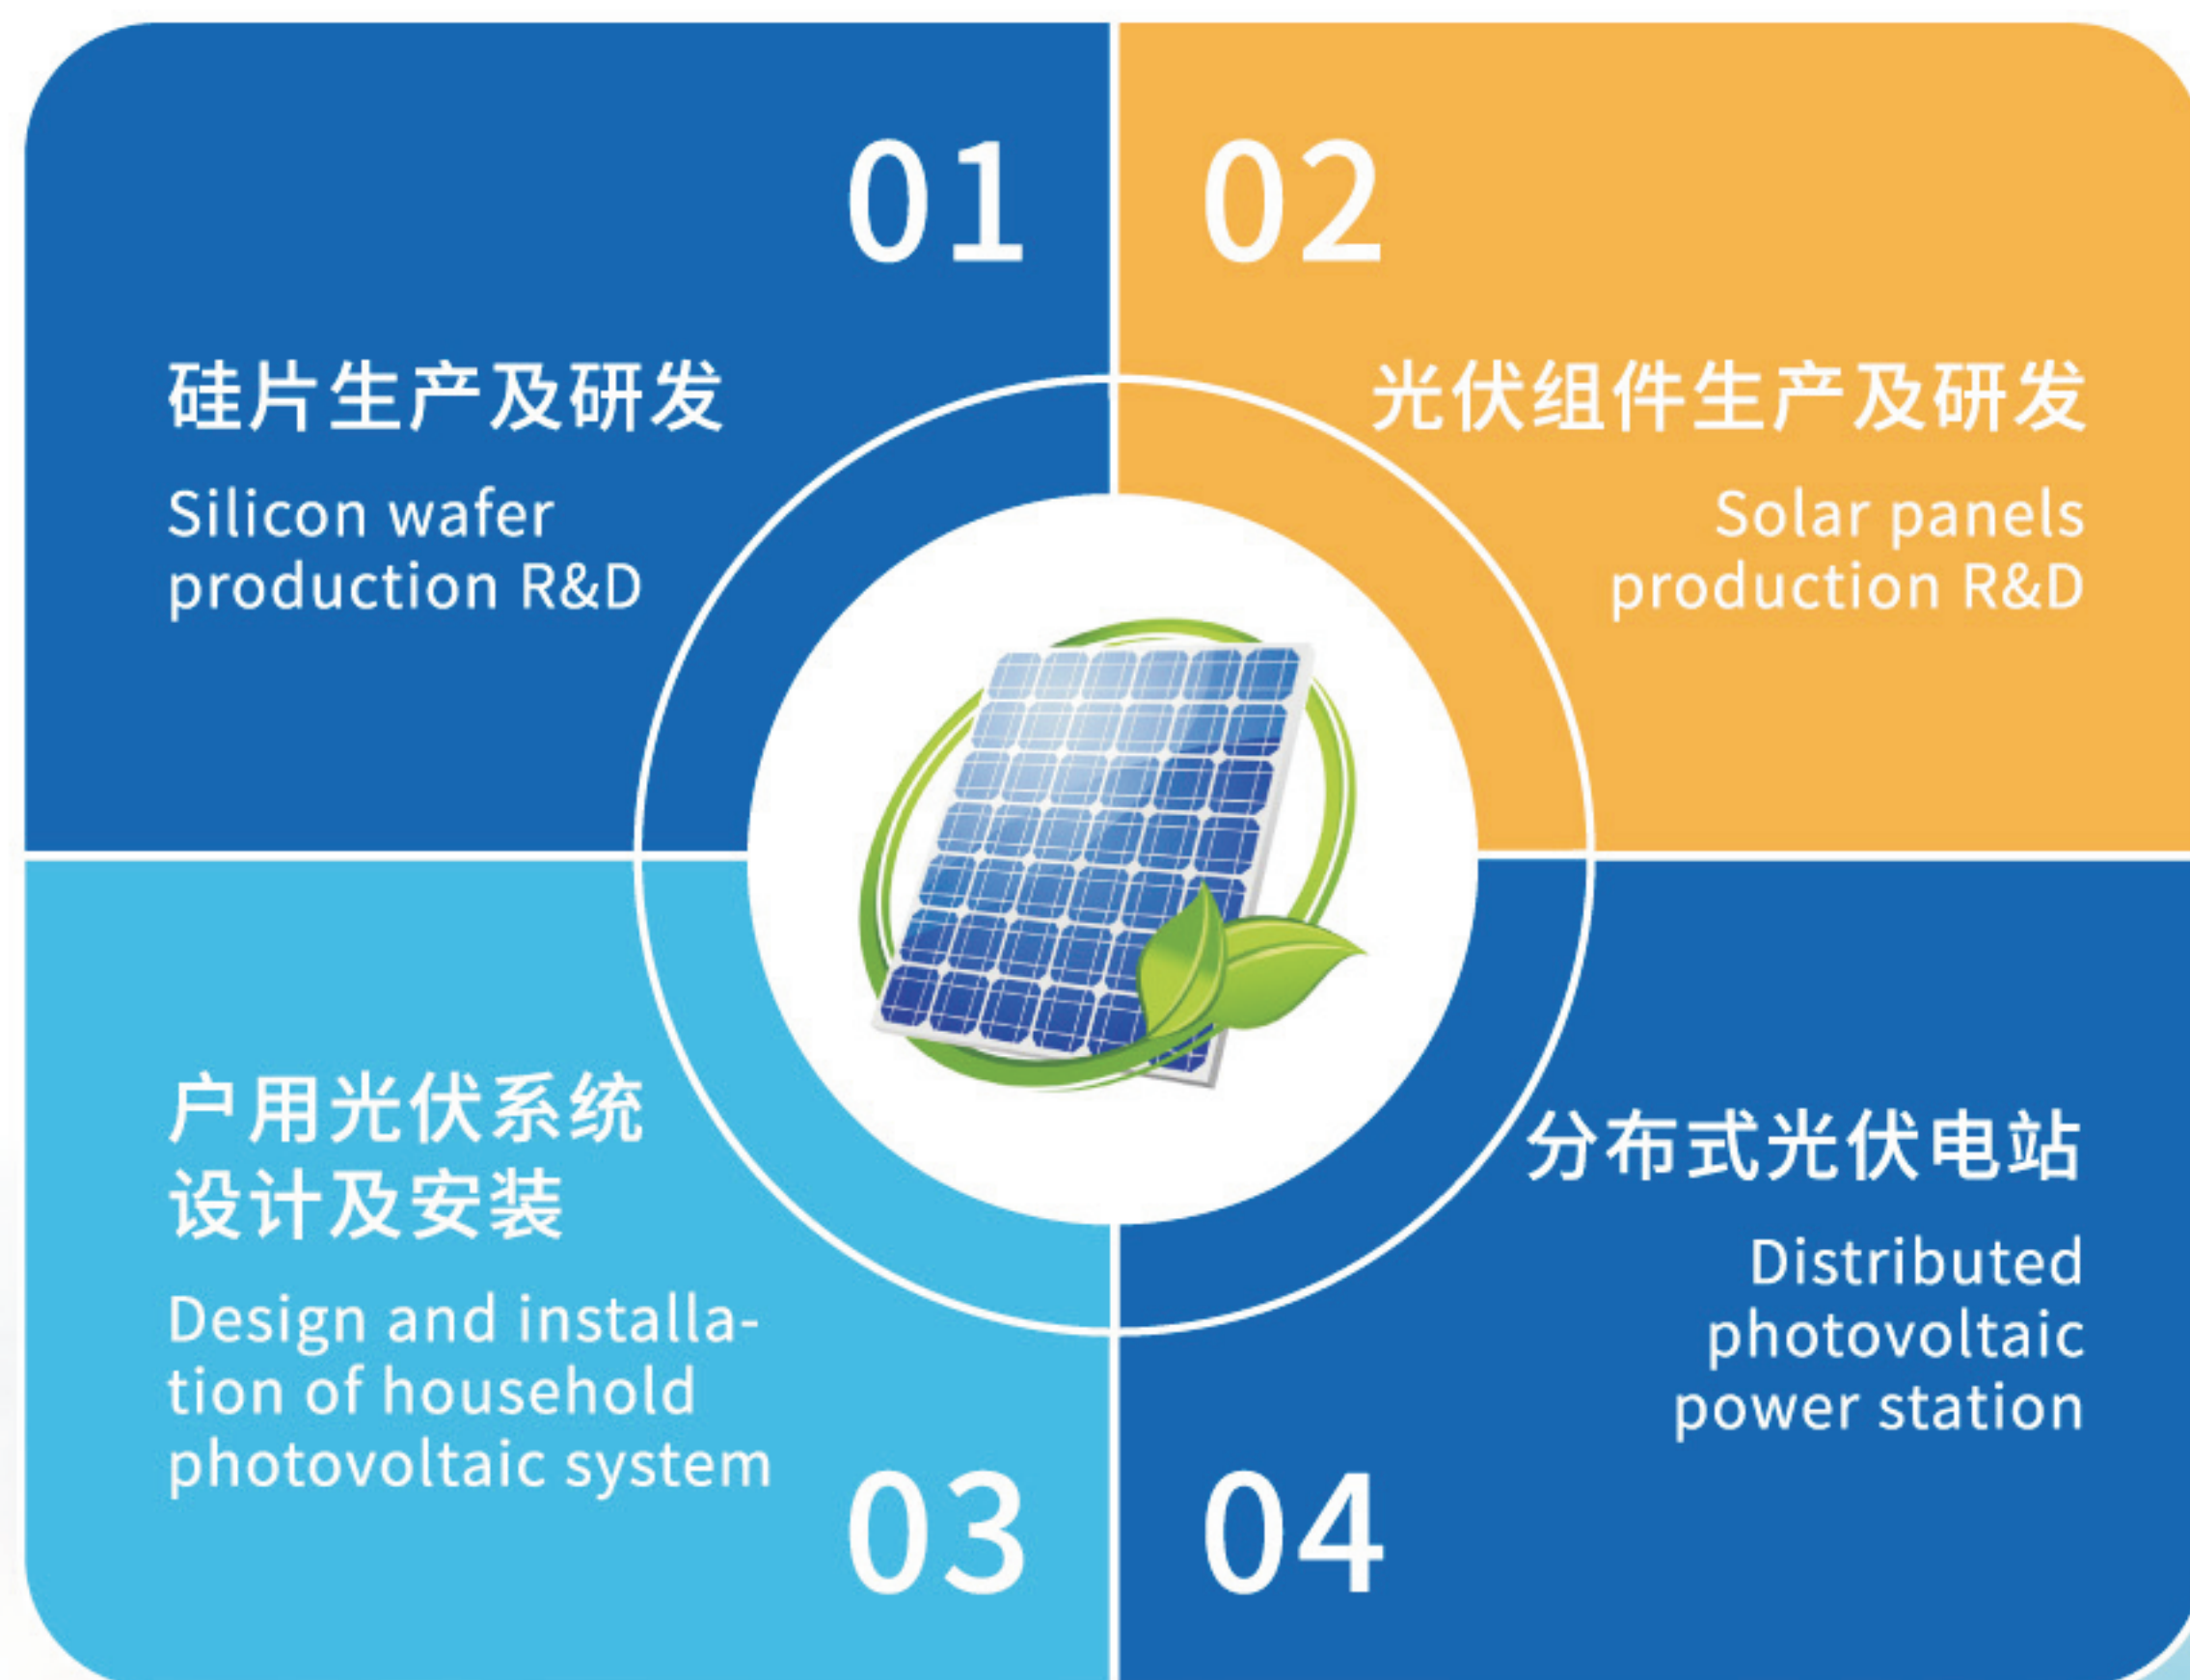 01
硅片生产及研发
Silicon wafer
production R&D
02
光伏组件生产及研发
Solar panels
production R&D
户用光伏系统
设计及安装
Design and installa-
tion of household
photovoltaic system
03
分布式光伏电站
Distributed
photovoltaic
power station
04